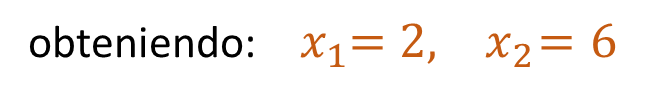 obteniendo: x₁= 2, x₂= 6